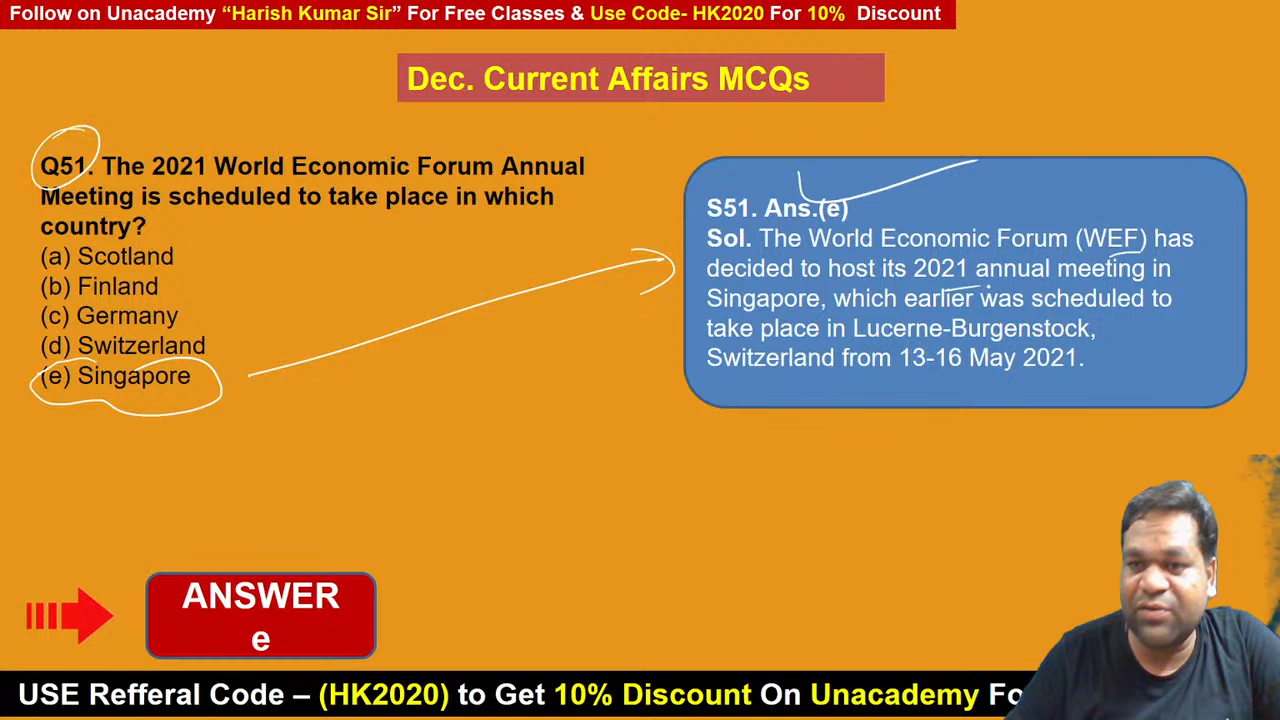 Follow on Unacademy “Harish Kumar Sir” For Free Classes & Use Code- HK2020 For 10% Discount
Dec. Current Affairs MCQs
Q51. The 2021 World Economic Forum Annual
Meeting is scheduled to take place in which
country?
(a) Scotland
(b) Finland
(c) Germany
(d) Switzerland
(e) Singapore
S51. Ans.(e)
Sol. The World Economic Forum (WEF) has
decided to host its 2021 annual meeting in
Singapore, which earlier was scheduled to
take place in Lucerne-Burgenstock,
Switzerland from 13-16 May 2021.
ANSWER
e
USE Refferal Code – (HK2020) to Get 10% Discount On Unacademy Fo